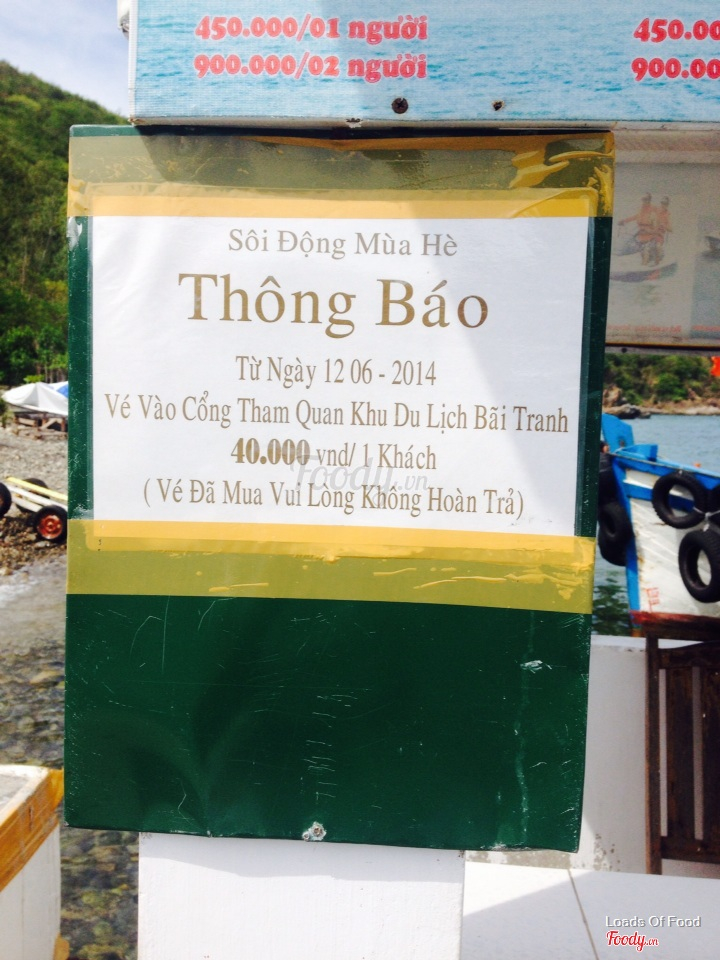 450.000/01 người
900.000/02 người
450.00
900.00
Sôi Động Mùa Hè
Thông Báo
Từ Ngày 12 06 - 2014
Vé Vào Cổng Tham Quan Khu Du Lịch Bãi Tranh
40.000 vnd/ 1 Khách
( Vé Đã Mua Vui Lòng Không Hoàn Trả)
Foody.vn
Loads Of Food
Foody.vn